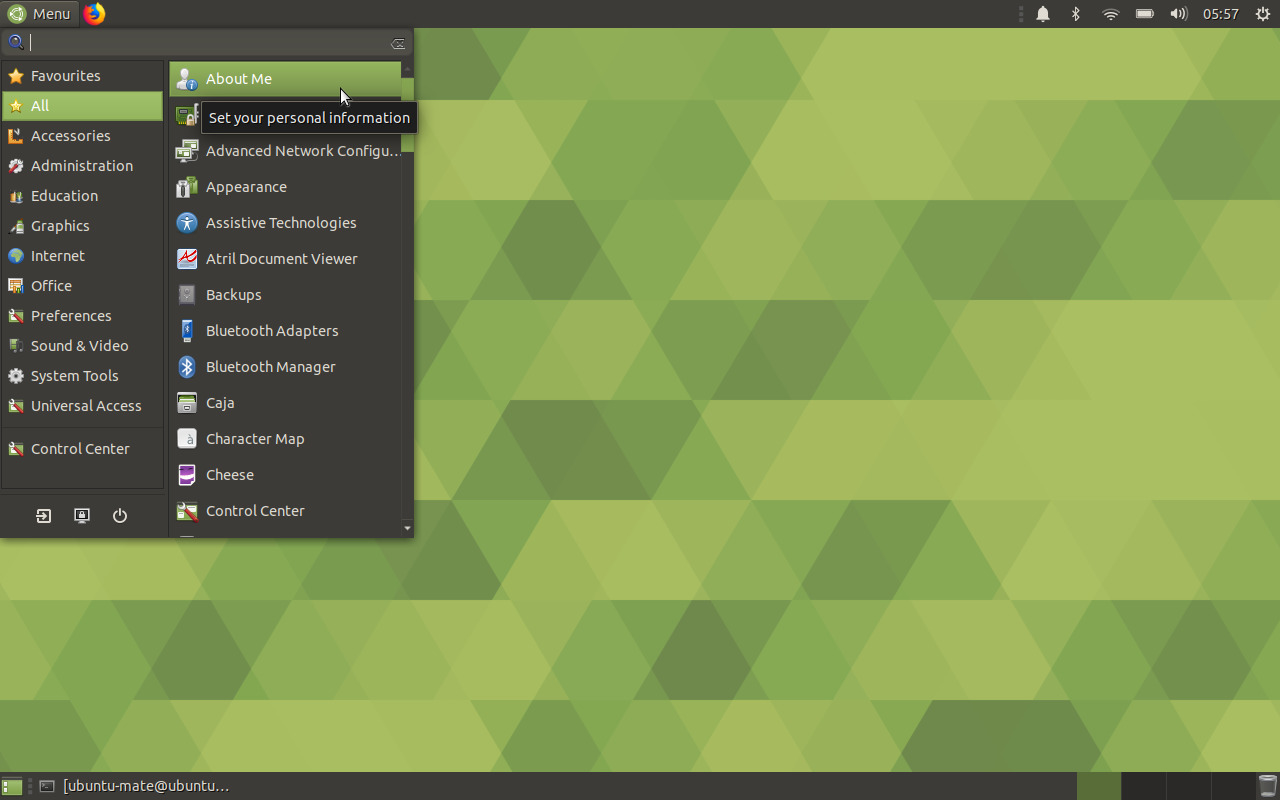 Menu
05:57
Favourites
All
Accessories
Administration
Education
Graphics
Internet
Office
Preferences
Sound & Video
System Tools
Universal Access
Control Center
About Me
Set your personal information
Advanced Network Configu...
Appearance
Assistive Technologies
Atril Document Viewer
Backups
Bluetooth Adapters
Bluetooth Manager
Caja
Character Map
Cheese
Control Center
[ubuntu-mate@ubuntu...